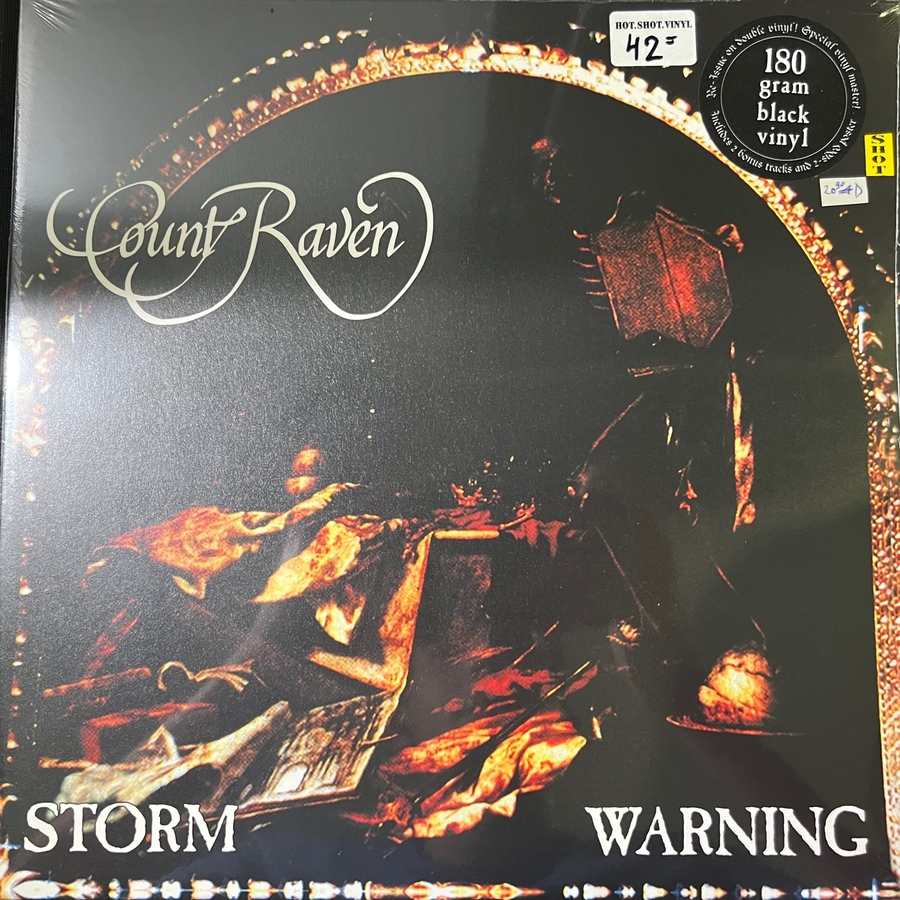 HOT.SHOT.VINYL
42=
Re-Issue on double vinyl! Special vinyl master!
180
gram
black
vinyl
Includes 2 bonus tracks and 2-sided poster
SHOT
Count Raven
STORM WARNING